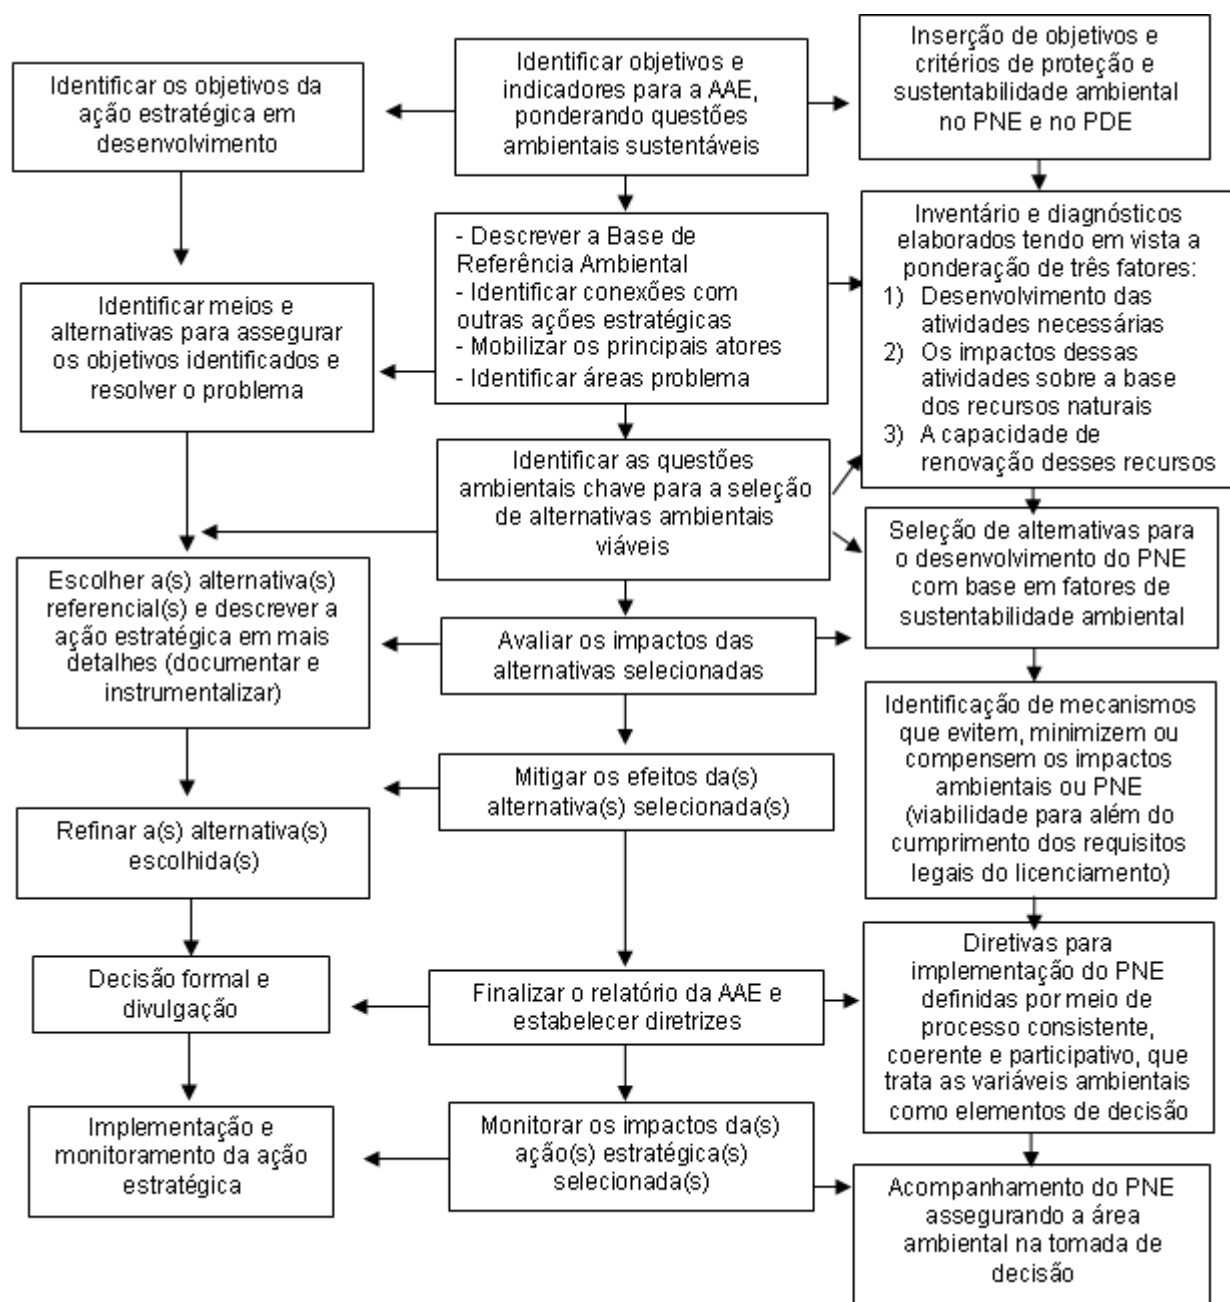 Identificar os objetivos da
ação estratégica em
desenvolvimento
Identificar objetivos e
indicadores para a AAE,
ponderando questões
ambientais sustentáveis
Inserção de objetivos e
critérios de proteção e
sustentabilidade ambiental
no PNE e no PDE
Identificar meios e
alternativas para assegurar
os objetivos identificados e
resolver o problema
- Descrever a Base de
Referência Ambiental
- Identificar conexões com
outras ações estratégicas
- Mobilizar os principais atores
- Identificar áreas problema
Inventário e diagnósticos
elaborados tendo em vista a
ponderação de três fatores:
1) Desenvolvimento das
atividades necessárias
2) Os impactos dessas
atividades sobre a base
dos recursos naturais
3) A capacidade de
renovação desses recursos
Identificar as questões
ambientais chave para a seleção
de alternativas ambientais
viáveis
Escolher a(s) alternativa(s)
referencial(s) e descrever a
ação estratégica em mais
detalhes (documentar e
instrumentalizar)
Avaliar os impactos das
alternativas selecionadas
Seleção de alternativas para
o desenvolvimento do PNE
com base em fatores de
sustentabilidade ambiental
Refinar a(s) alternativa(s)
escolhida(s)
Mitigar os efeitos da(s)
alternativa(s) selecionada(s)
Identificação de mecanismos
que evitem, minimizem ou
compensem os impactos
ambientais ou PNE
(viabilidade para além do
cumprimento dos requisitos
legais do licenciamento)
Decisão formal e
divulgação
Finalizar o relatório da AAE e
estabelecer diretrizes
Diretivas para
implementação do PNE
definidas por meio de
processo consistente,
coerente e participativo, que
trata as variáveis ambientais
como elementos de decisão
Implementação e
monitoramento da ação
estratégica
Monitorar os impactos da(s)
ação(s) estratégica(s)
selecionada(s)
Acompanhamento do PNE
assegurando a área
ambiental na tomada de
decisão